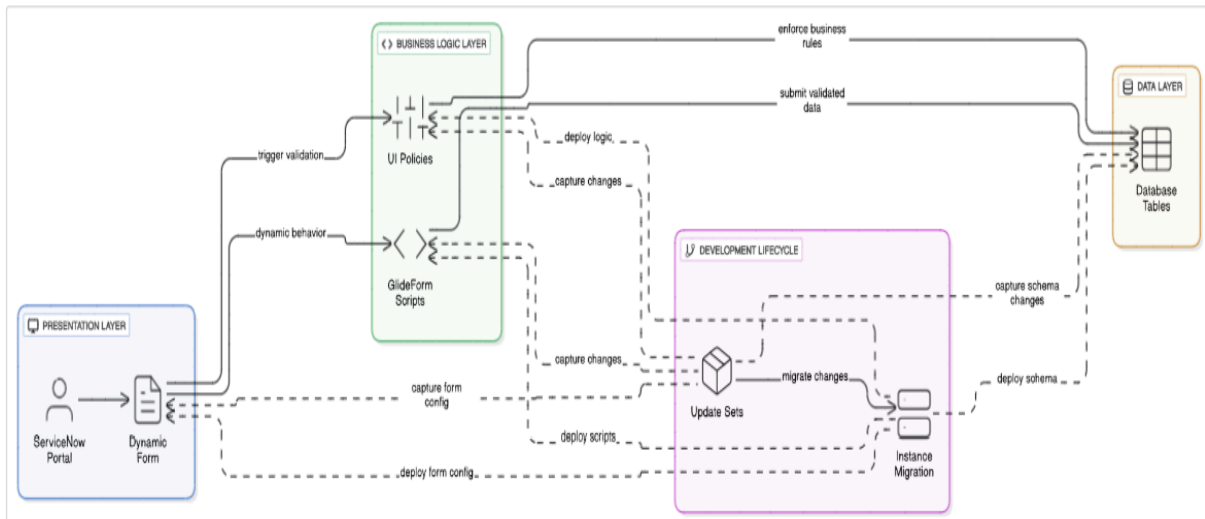 BUSINESS LOGIC LAYER
enforce business
rules
DATA LAYER
submit validated
data
UI Policies
deploy logic
trigger validation
capture changes
Database
Tables
dynamic behavior
GlideForm
Scripts
DEVELOPMENT LIFECYCLE
capture schema
changes
PRESENTATION LAYER
capture changes
migrate changes
deploy schema
capture form
config
Update Sets
ServiceNow
Portal
Dynamic
Form
deploy scripts
Instance
Migration
deploy form config